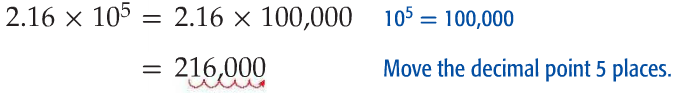 2.16 × 10⁵ = 2.16 × 100,000 10⁵ = 100,000
= 216,000 Move the decimal point 5 places.